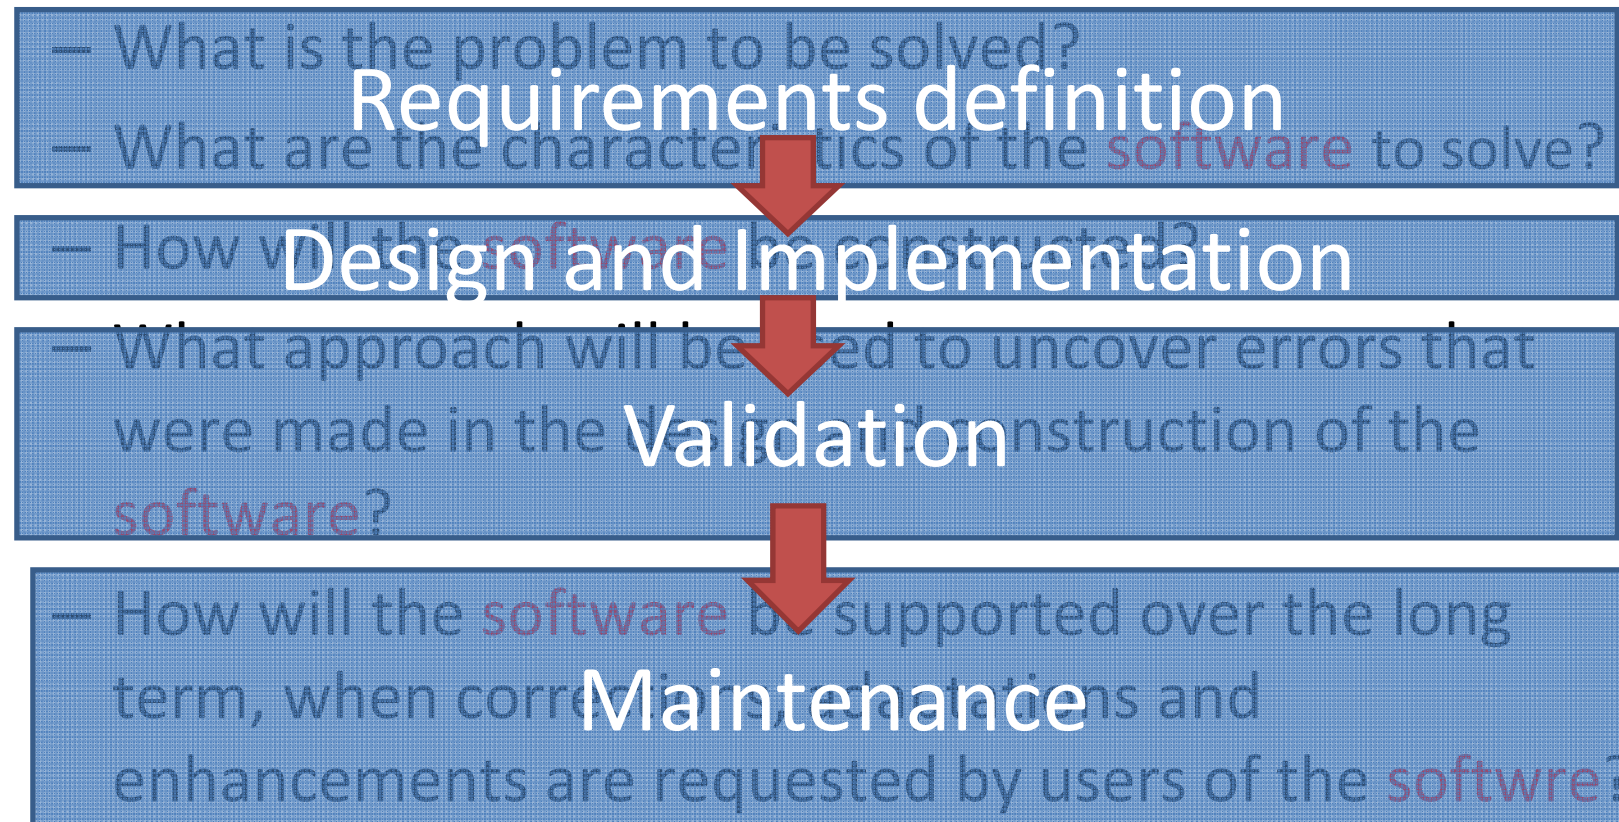 – What is the problem to be solved?
Requirements definition
– What are the characteristics of the software to solve?
– How will the software be constructed?
Design and Implementation
– What approach will be used to uncover errors that
were made in the design and construction of the
Validation
software?
– How will the software be supported over the long
term, when corrections, adaptations and
Maintenance
enhancements are requested by users of the softwre?